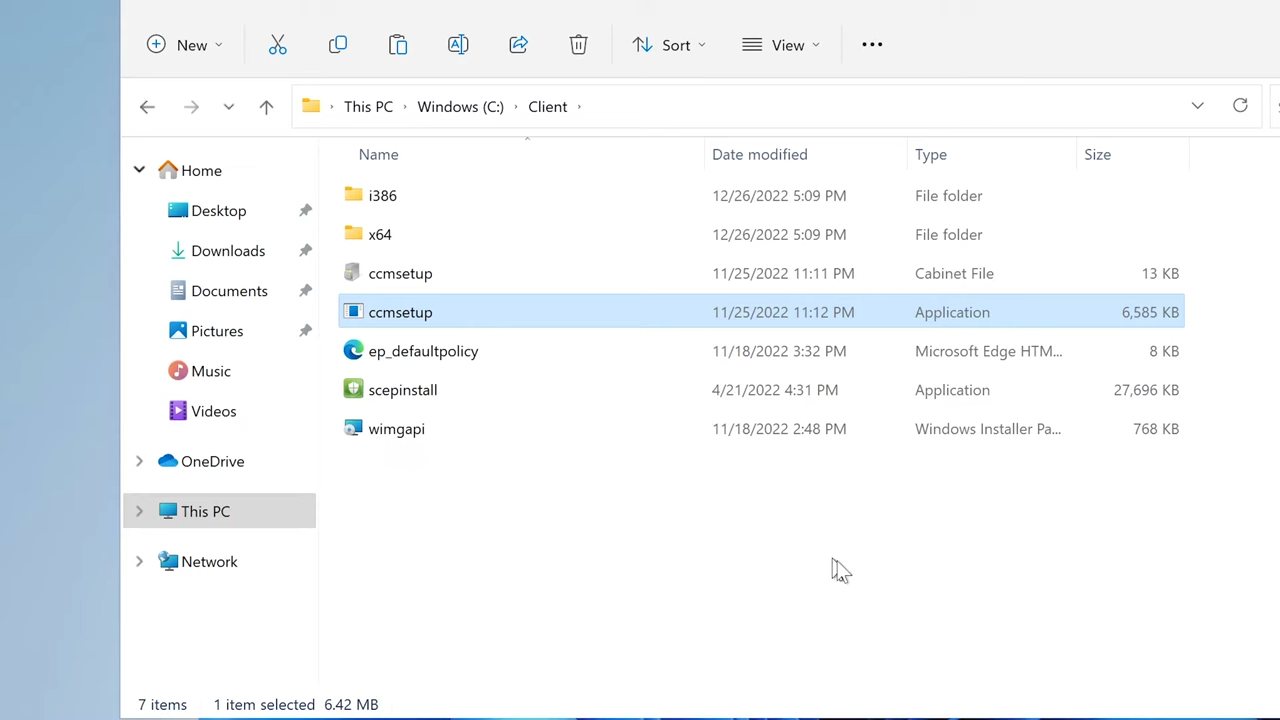 New Sort View
This PC Windows (C:) Client
Name Date modified Type Size
Home
Desktop
Downloads
Documents
Pictures
Music
Videos
OneDrive
This PC
Network
i386 12/26/2022 5:09 PM File folder
x64 12/26/2022 5:09 PM File folder
ccmsetup 11/25/2022 11:11 PM Cabinet File 13 KB
ccmsetup 11/25/2022 11:12 PM Application 6,585 KB
ep_defaultpolicy 11/18/2022 3:32 PM Microsoft Edge HTM... 8 KB
scepinstall 4/21/2022 4:31 PM Application 27,696 KB
wimgapi 11/18/2022 2:48 PM Windows Installer Pa... 768 KB
7 items 1 item selected 6.42 MB